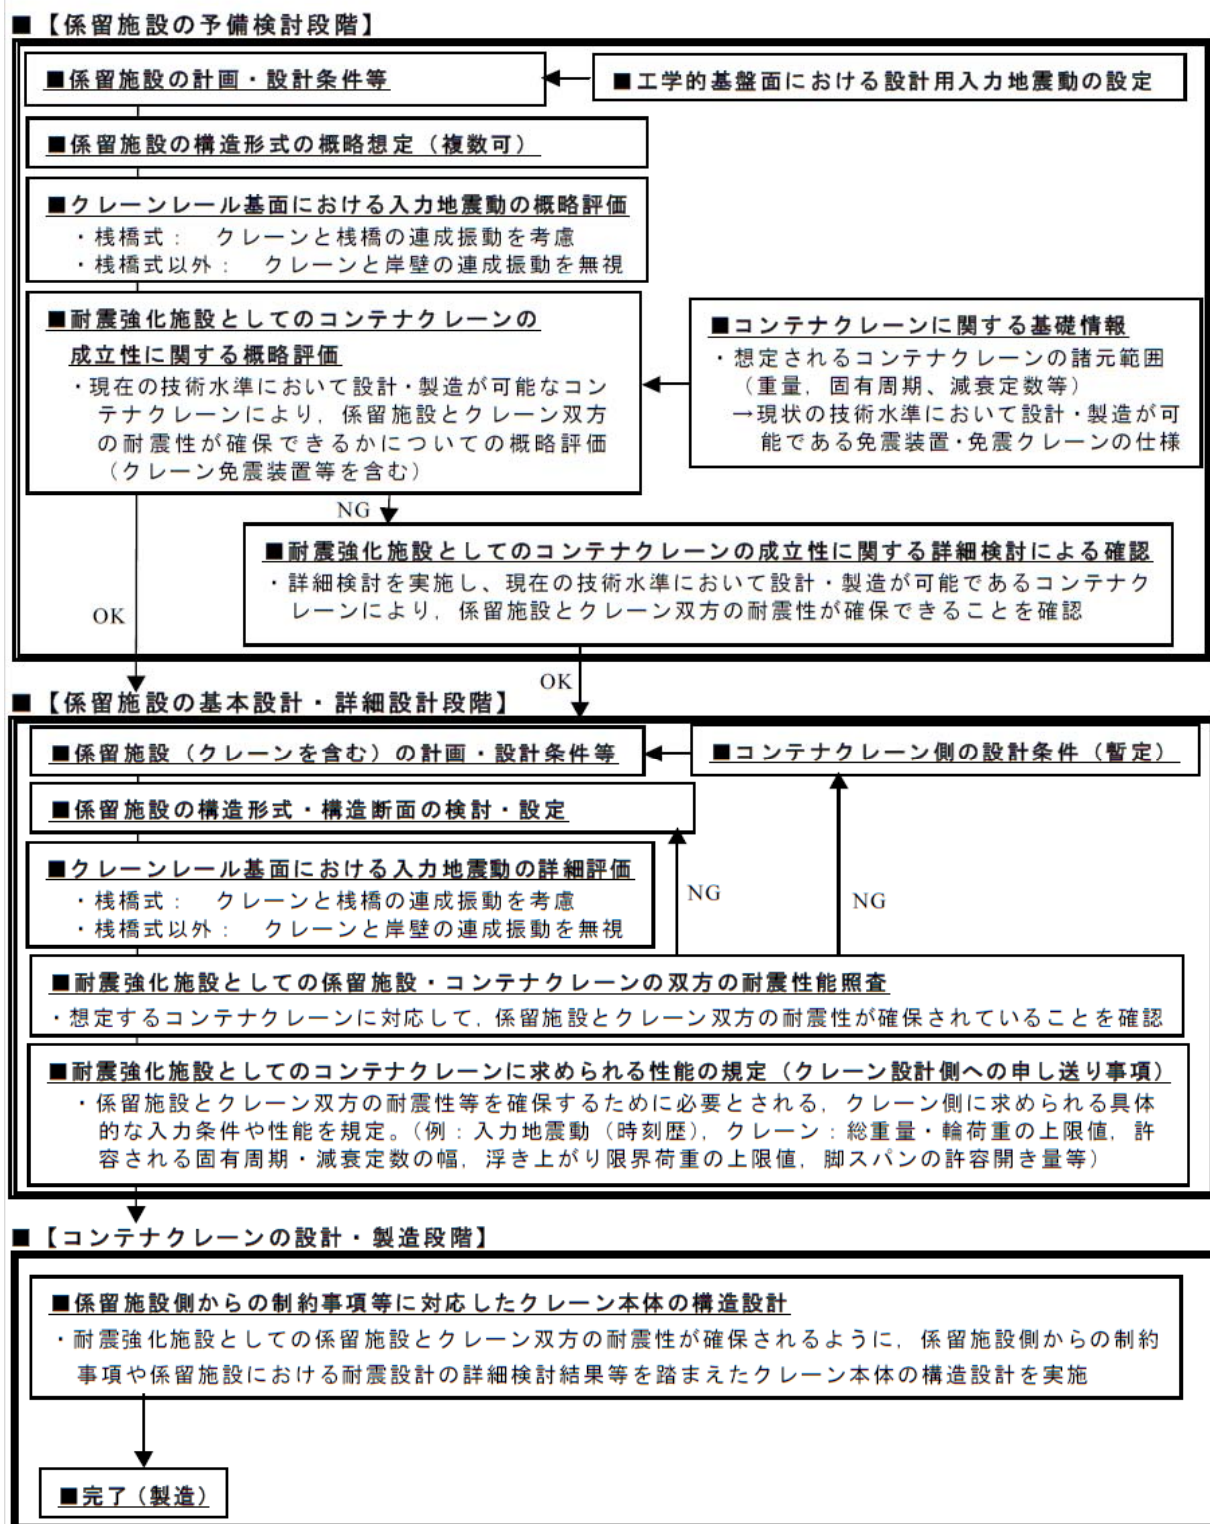 ■【係留施設の予備検討段階】
■係留施設の計画・設計条件等
■工学的基盤面における設計用入力地震動の設定
■係留施設の構造形式の概略想定（複数可）
■クレーンレール基面における入力地震動の概略評価
・桟橋式： クレーンと桟橋の連成振動を考慮
・桟橋式以外： クレーンと岸壁の連成振動を無視
■耐震強化施設としてのコンテナクレーンの
成立性に関する概略評価
・現在の技術水準において設計・製造が可能なコン
テナクレーンにより，係留施設とクレーン双方
の耐震性が確保できるかについての概略評価
（クレーン免震装置等を含む）
■コンテナクレーンに関する基礎情報
・想定されるコンテナクレーンの諸元範囲
（重量，固有周期、減衰定数等）
→現状の技術水準において設計・製造が可
能である免震装置・免震クレーンの仕様
NG
■耐震強化施設としてのコンテナクレーンの成立性に関する詳細検討による確認
・詳細検討を実施し、現在の技術水準において設計・製造が可能であるコンテナク
レーンにより，係留施設とクレーン双方の耐震性が確保できることを確認
OK
OK
■【係留施設の基本設計・詳細設計段階】
■係留施設（クレーンを含む）の計画・設計条件等
■コンテナクレーン側の設計条件（暫定）
■係留施設の構造形式・構造断面の検討・設定
■クレーンレール基面における入力地震動の詳細評価
・桟橋式： クレーンと桟橋の連成振動を考慮
・桟橋式以外： クレーンと岸壁の連成振動を無視
NG
NG
■耐震強化施設としての係留施設・コンテナクレーンの双方の耐震性能照査
・想定するコンテナクレーンに対応して，係留施設とクレーン双方の耐震性が確保されていることを確認
■耐震強化施設としてのコンテナクレーンに求められる性能の規定（クレーン設計側への申し送り事項）
・係留施設とクレーン双方の耐震性等を確保するために必要とされる，クレーン側に求められる具体
的な入力条件や性能を規定。（例：入力地震動（時刻歴），クレーン：総重量・輪荷重の上限値，許
容される固有周期・減衰定数の幅，浮き上がり限界荷重の上限値，脚スパンの許容開き量等）
■【コンテナクレーンの設計・製造段階】
■係留施設側からの制約事項等に対応したクレーン本体の構造設計
・耐震強化施設としての係留施設とクレーン双方の耐震性が確保されるように，係留施設側からの制約
事項や係留施設における耐震設計の詳細検討結果等を踏まえたクレーン本体の構造設計を実施
■完了（製造）